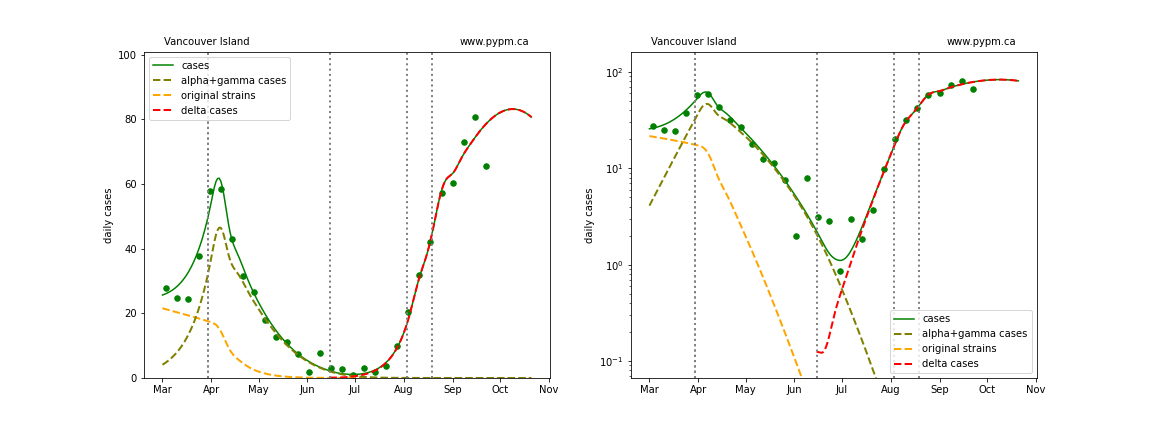 Vancouver Island www.pypm.ca
100
80
60
40
20
0
daily cases
cases
alpha+gamma cases
original strains
delta cases
Mar Apr May Jun Jul Aug Sep Oct Nov
Vancouver Island www.pypm.ca
10²
10¹
10⁰
10⁻¹
daily cases
cases
alpha+gamma cases
original strains
delta cases
Mar Apr May Jun Jul Aug Sep Oct Nov